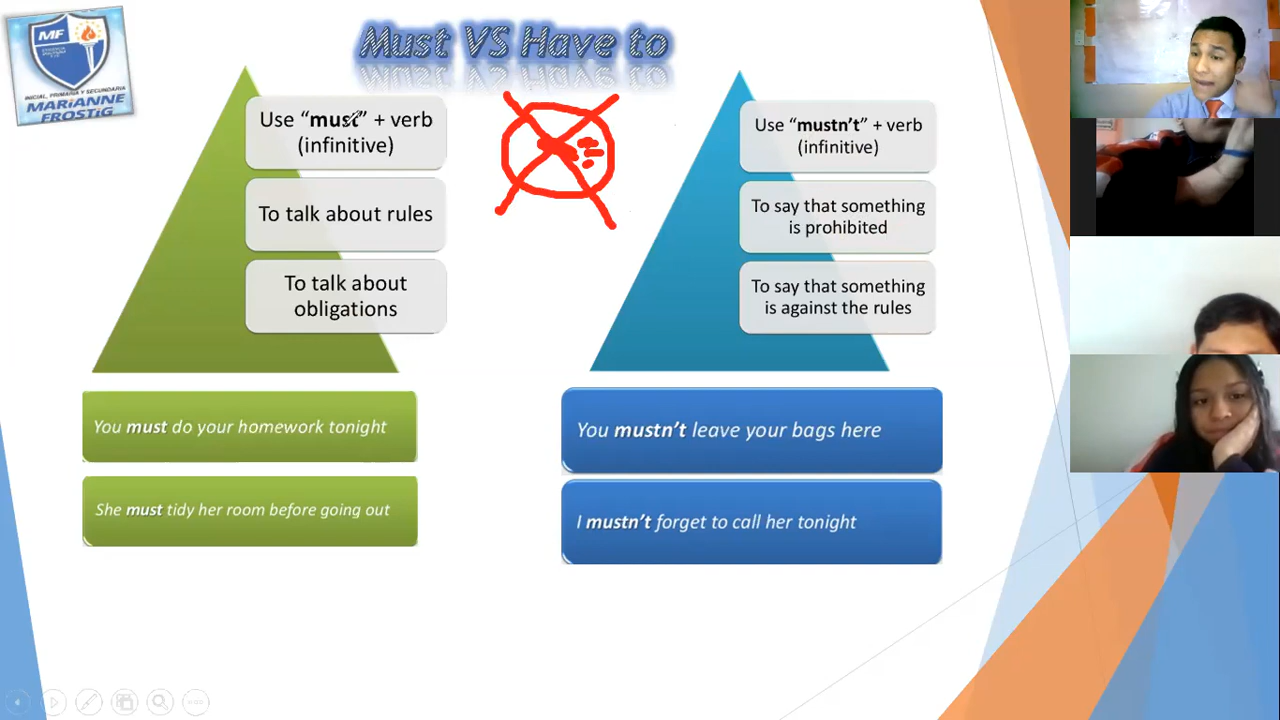 Must VS Have to
MF
INICIAL, PRIMARIA Y SECUNDARIA
MARIANNE
FROSTIG
Use “must” + verb
(infinitive)
To talk about rules
To talk about
obligations
You must do your homework tonight
She must tidy her room before going out
Use “mustn’t” + verb
(infinitive)
To say that something
is prohibited
To say that something
is against the rules
You mustn’t leave your bags here
I mustn’t forget to call her tonight